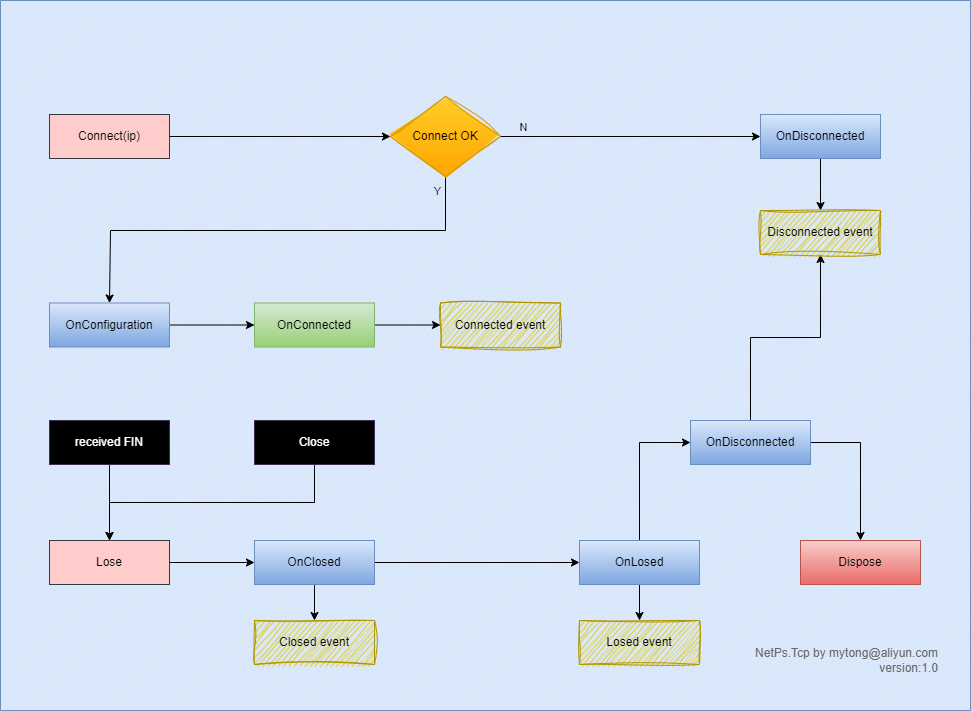 Connect(ip)
Connect OK
N
OnDisconnected
Y
Disconnected event
OnConfiguration
OnConnected
Connected event
received FIN
Close
OnDisconnected
Lose
OnClosed
OnLosed
Dispose
Closed event
Losed event
NetPs.Tcp by mytong@aliyun.com
version:1.0